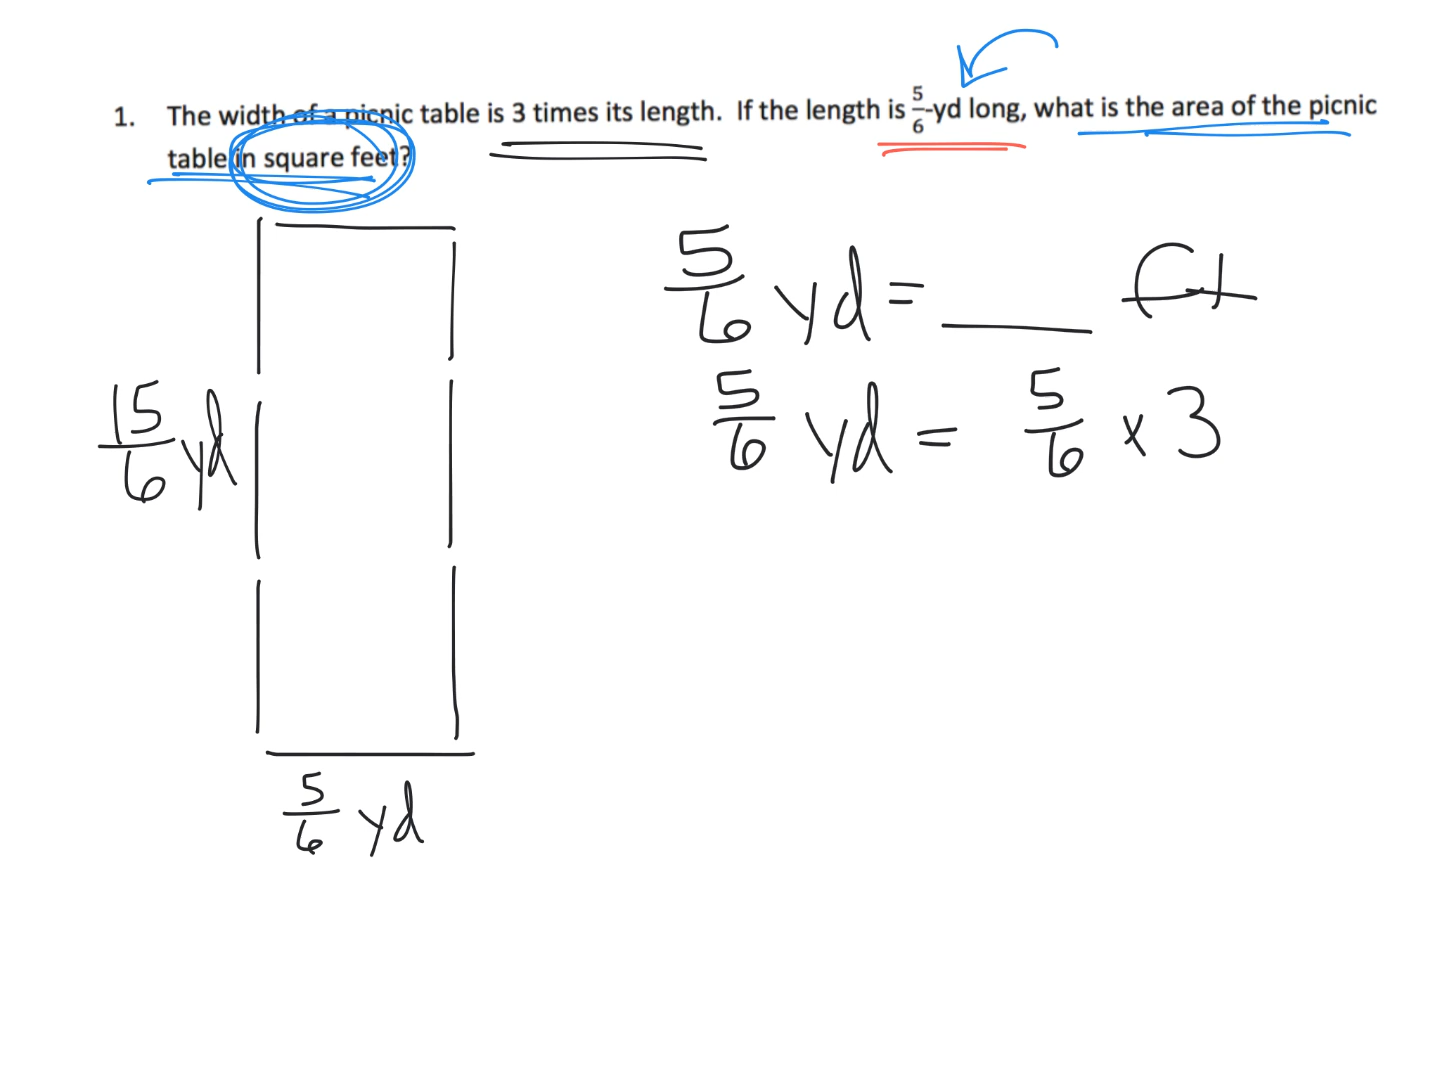 1. The width of a picnic table is 3 times its length. If the length is 5/6-yd long, what is the area of the picnic
table in square feet?
5/6 yd = ___ ft
5/6 yd = 5/6 x 3
15/6 yd
5/6 yd